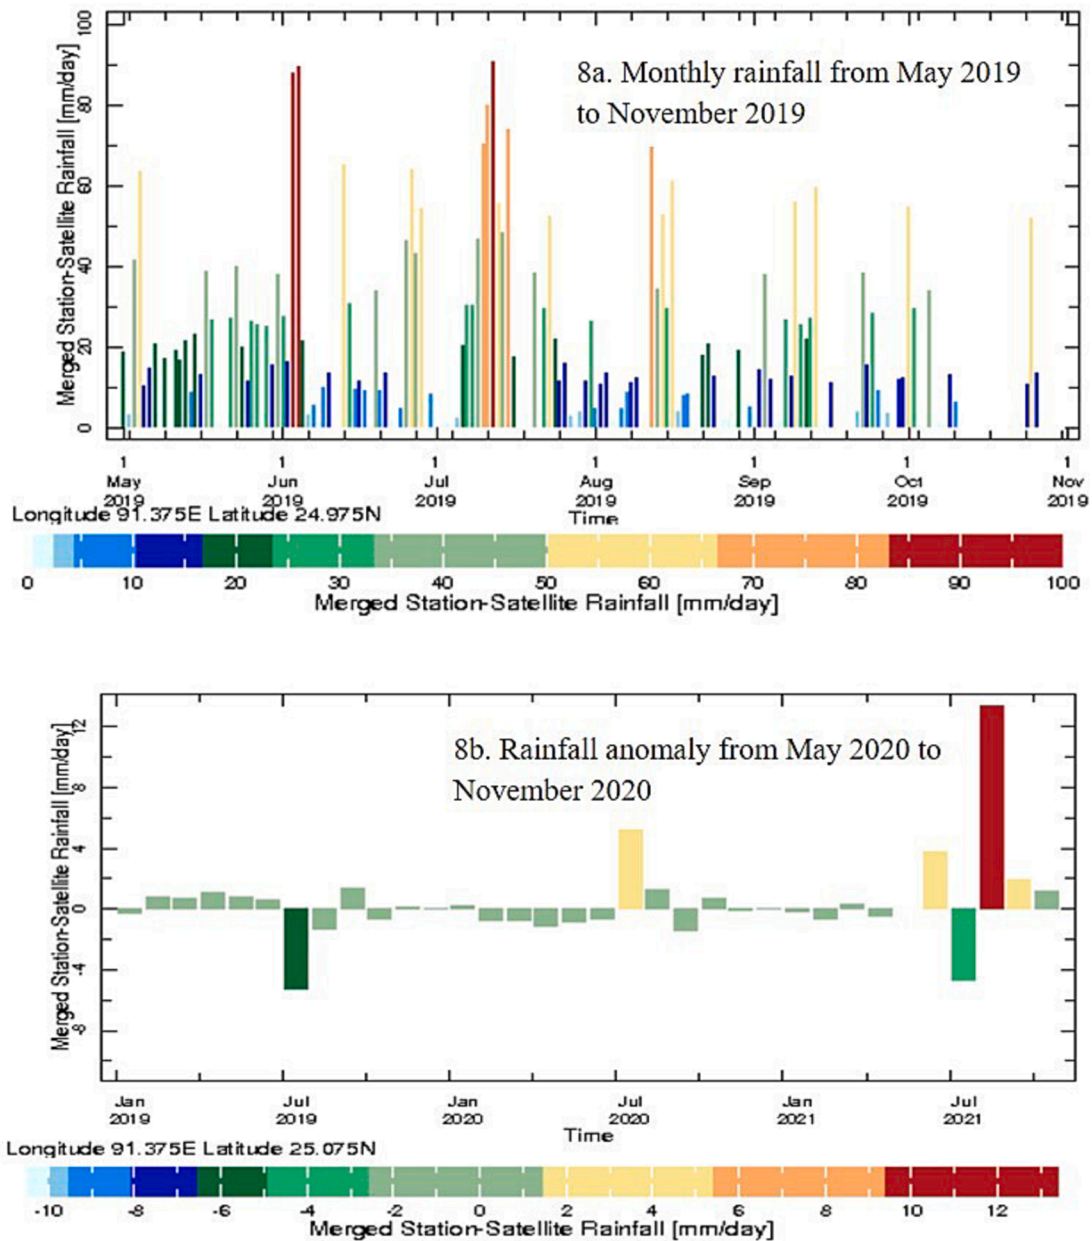 Merged Station-Satellite Rainfall [mm/day]
100
80
60
40
20
0
8a. Monthly rainfall from May 2019
to November 2019
1 1 1 1 1 1 1
May Jun Jul Aug Sep Oct Nov
2019 2019 2019 2019 2019 2019 2019
Longitude 91.375E Latitude 24.975N
Time
0 10 20 30 40 50 60 70 80 90 100
Merged Station-Satellite Rainfall [mm/day]
Merged Station-Satellite Rainfall [mm/day]
12
8
4
0
-4
-8
8b. Rainfall anomaly from May 2020 to
November 2020
Jan Jul Jan Jul Jan Jul
2019 2019 2020 2020 2021 2021
Time
Longitude 91.375E Latitude 25.075N
-10 -8 -6 -4 -2 0 2 4 6 8 10 12
Merged Station-Satellite Rainfall [mm/day]